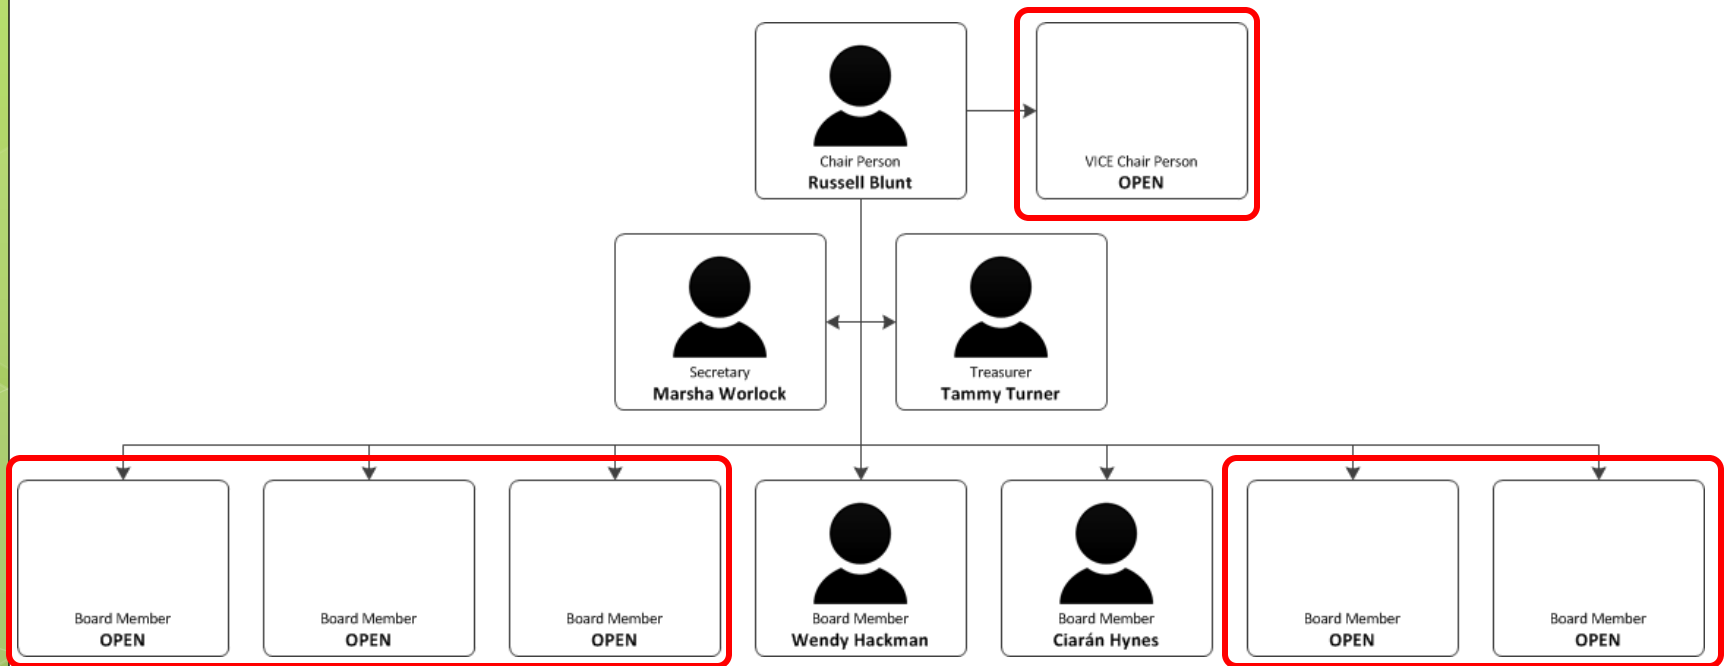 Chair Person
Russell Blunt
VICE Chair Person
OPEN
Secretary
Marsha Worlock
Treasurer
Tammy Turner
Board Member
OPEN
Board Member
OPEN
Board Member
OPEN
Board Member
Wendy Hackman
Board Member
Ciarán Hynes
Board Member
OPEN
Board Member
OPEN